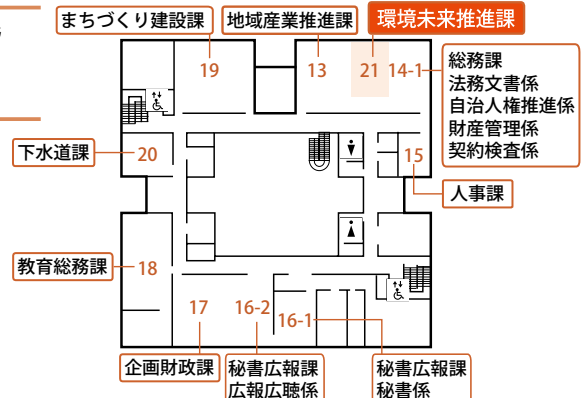 まちづくり建設課
地域産業推進課
環境未来推進課
19
13
21
14-1
総務課
法務文書係
自治人権推進係
財産管理係
契約検査係
下水道課
20
15
人事課
教育総務課
18
17
16-2
16-1
企画財政課
秘書広報課
広報広聴係
秘書広報課
秘書係